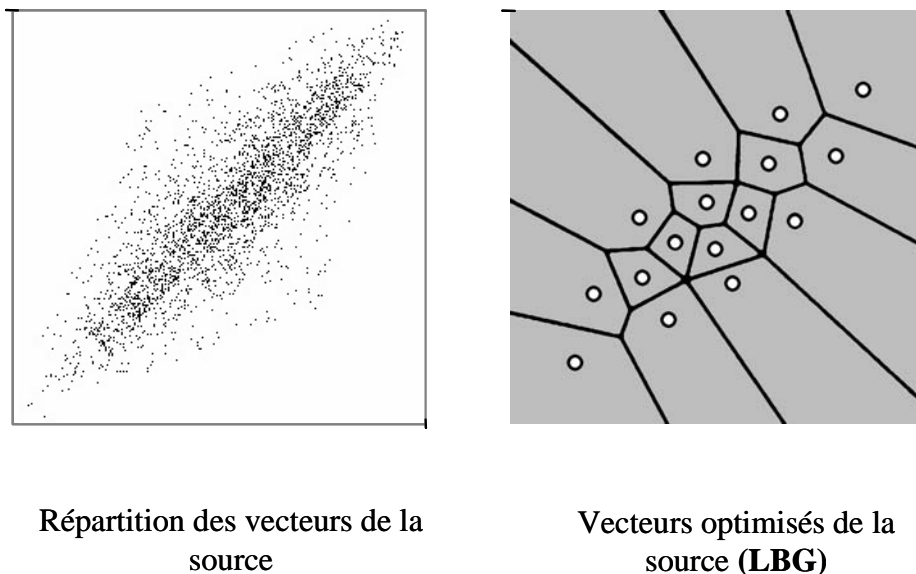 Répartition des vecteurs de la
source
Vecteurs optimisés de la
source (LBG)